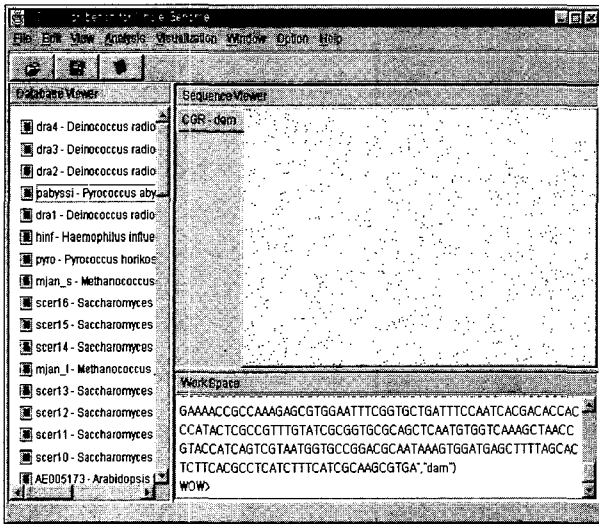 File Edit View Analysis Visualization Window Option Help
Database Viewer
dra4 - Deinococcus radio
dra3 - Deinococcus radio
dra2 - Deinococcus radio
pabyssi - Pyrococcus aby
dra1 - Deinococcus radio
hinf - Haemophilus influe
pyro - Pyrococcus horikos
mjan_s - Methanococcus
scer16 - Saccharomyces
scer15 - Saccharomyces
scer14 - Saccharomyces
mjan_l - Methanococcus
scer13 - Saccharomyces
scer12 - Saccharomyces
scer11 - Saccharomyces
scer10 - Saccharomyces
AE005173 - Arabidopsis t
Sequence Viewer
CGR - dam
WorkSpace
GAAAACCGCCAAAGAGCGTGGAATTTCGGTGCTGATTTCCAATCACGACACCAC
CCATACTCGCCGTTTGTATCGCGGTGCGCAGCTCAATGTGGTCAAAGCTAACC
GTACCATCAGTCGTAATGGTGCCGGACGCAATAAAGTGGATGAGCTTTTAGCAC
TCTTCACGCCTCATCTTTCATCGCAAGCGTGA","dam")
WOW>